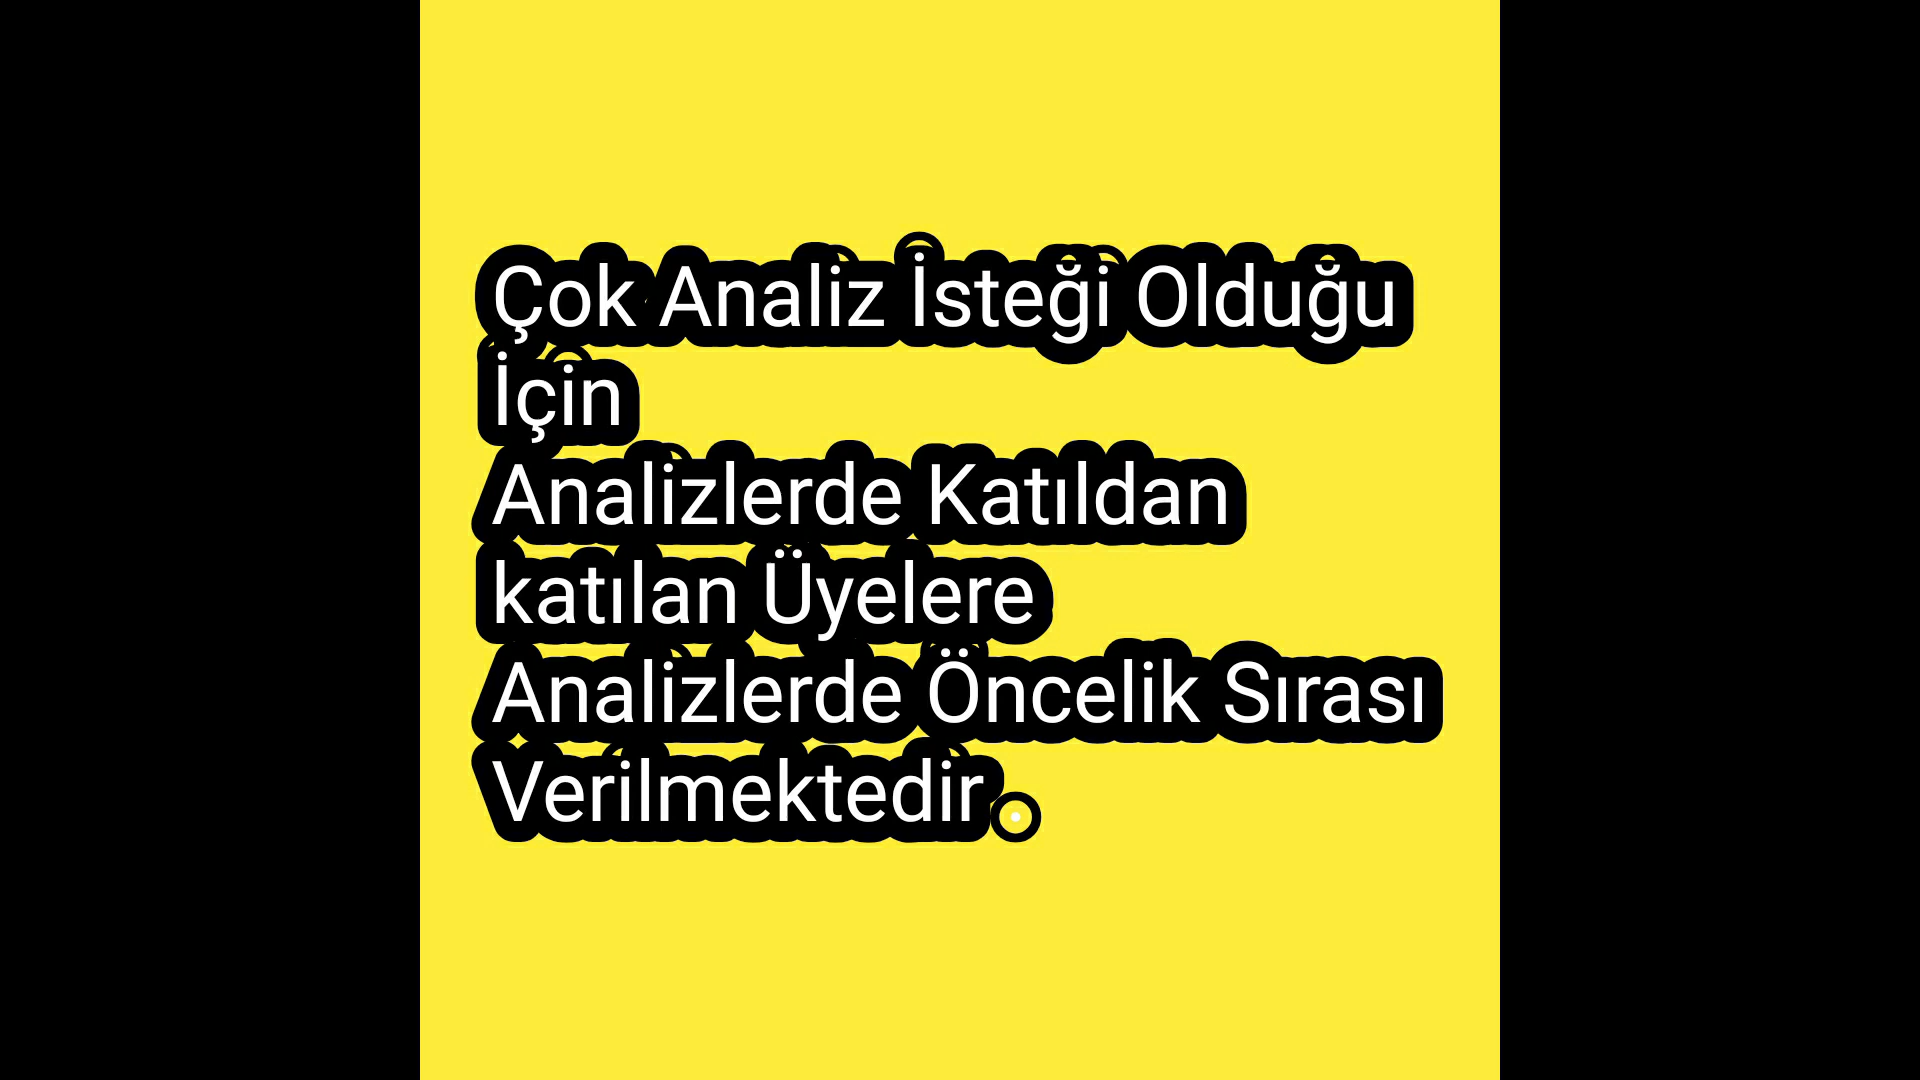 Çok Analiz İsteği Olduğu
İçin
Analizlerde Katıldan
katılan Üyelere
Analizlerde Öncelik Sırası
Verilmektedir.